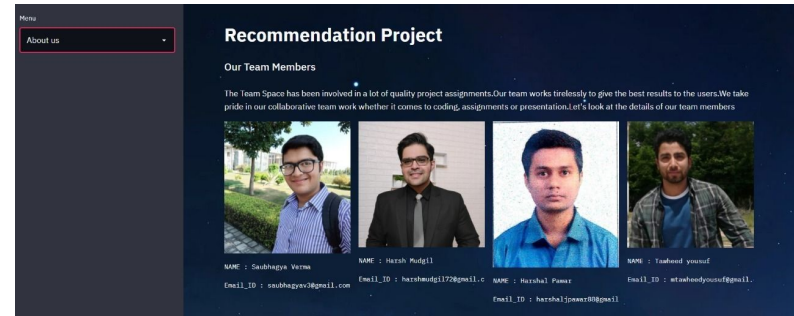 Menu
About us
Recommendation Project
Our Team Members
The Team Space has been involved in a lot of quality project assignments.Our team works tirelessly to give the best results to the users.We take
pride in our collaborative team work whether it comes to coding, assignments or presentation.Let's look at the details of our team members
NAME : Saubhagya Varma
Email_ID : saubhagyav3@gmail.com
NAME : Harsh Mudgil
Email_ID : harshmudgil72@gmail.c
NAME : Harshal Pawar
Email_ID : harshaljpawar88@gmail
NAME : Tawheed yousuf
Email_ID : mtawheedyousuf@gmail.